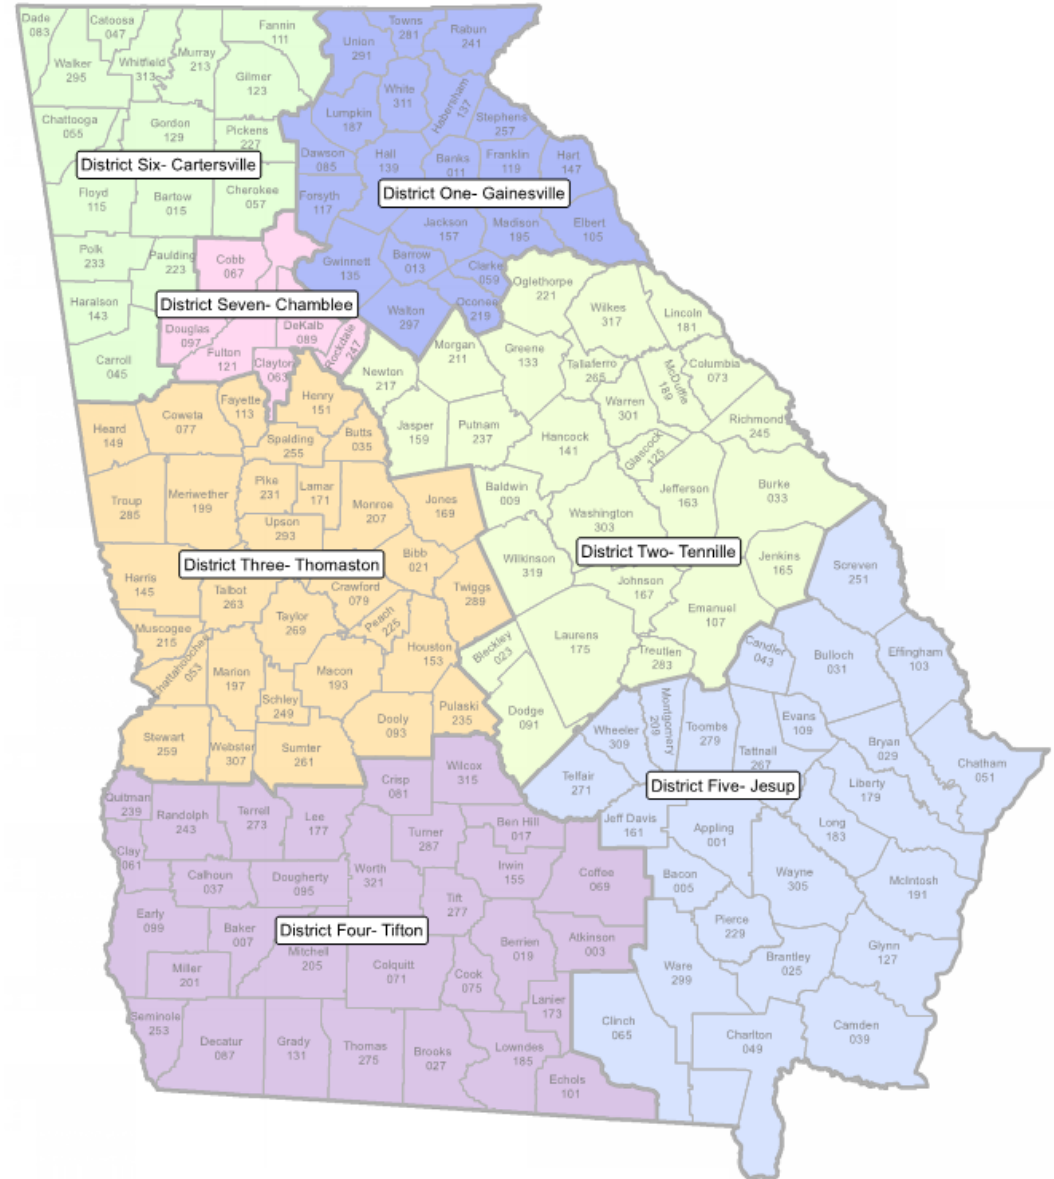 Dade
083
Catoosa
047
Fannin
111
Towns
281
Rabun
241
Union
291
Walker
295
Whitfield
313
Murray
213
Gilmer
123
White
311
Habersham
137
Lumpkin
187
Stephens
257
Chattooga
055
Gordon
129
Pickens
227
Dawson
085
Hall
139
Banks
011
Franklin
119
Hart
147
District Six- Cartersville
District One- Gainesville
Floyd
115
Bartow
015
Cherokee
057
Forsyth
117
Jackson
157
Madison
195
Elbert
105
Polk
233
Paulding
223
Cobb
067
Gwinnett
135
Barrow
013
Clarke
059
Oglethorpe
221
Haralson
143
District Seven- Chamblee
Walton
297
Oconee
219
Wilkes
317
Lincoln
181
Douglas
097
DeKalb
089
Rockdale
247
Carroll
045
Fulton
121
Clayton
063
Newton
217
Morgan
211
Greene
133
Taliaferro
265
McDuffie
189
Columbia
073
Heard
149
Coweta
077
Fayette
113
Henry
151
Spalding
255
Butts
035
Jasper
159
Putnam
237
Hancock
141
Warren
301
Glascock
125
Richmond
245
Troup
285
Meriwether
199
Pike
231
Lamar
171
Monroe
207
Jones
169
Baldwin
009
Washington
303
Jefferson
163
Burke
033
Upson
293
District Three- Thomaston
Bibb
021
Twiggs
289
Wilkinson
319
District Two- Tennille
Jenkins
165
Screven
251
Harris
145
Talbot
263
Crawford
079
Peach
225
Johnson
167
Emanuel
107
Muscogee
215
Taylor
269
Houston
153
Bleckley
023
Laurens
175
Treutlen
283
Candler
043
Bulloch
031
Effingham
103
Chattahoochee
053
Marion
197
Macon
193
Schley
249
Dooly
093
Pulaski
235
Dodge
091
Wheeler
309
Montgomery
209
Toombs
279
Evans
109
Tattnall
267
Bryan
029
Chatham
051
Stewart
259
Webster
307
Sumter
261
Crisp
081
Wilcox
315
Telfair
271
District Five- Jesup
Liberty
179
Quitman
239
Randolph
243
Terrell
273
Lee
177
Turner
287
Ben Hill
017
Jeff Davis
161
Appling
001
Long
183
Clay
061
Calhoun
037
Dougherty
095
Worth
321
Tift
277
Irwin
155
Coffee
069
Bacon
005
Wayne
305
McIntosh
191
Early
099
Baker
007
District Four- Tifton
Mitchell
205
Berrien
019
Atkinson
003
Pierce
229
Brantley
025
Glynn
127
Miller
201
Colquitt
071
Cook
075
Lanier
173
Ware
299
Seminole
253
Decatur
087
Grady
131
Thomas
275
Brooks
027
Lowndes
185
Echols
101
Clinch
065
Charlton
049
Camden
039